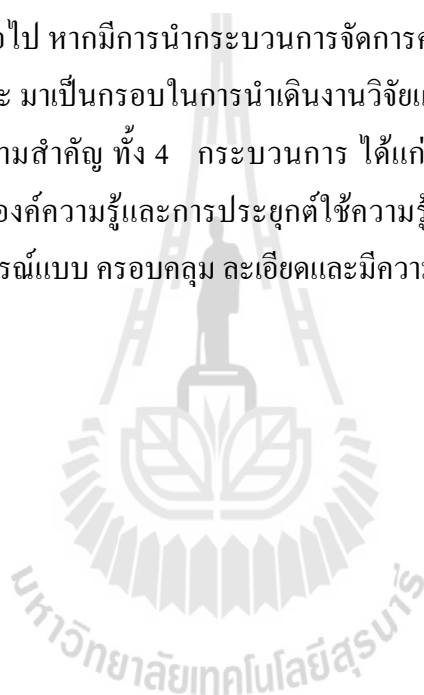 อไป หากมีการนำกระบวนการจัดการค
ะ มาเป็นกรอบในการนำเดินงานวิจัยแ
ามสำคัญ ทั้ง 4 กระบวนการ ได้แก่
องค์ความรู้และการประยุกต์ใช้ความรู้
รณ์แบบ ครอบคลุม ละเอียดและมีควา
มหาวิทยาลัยเทคโนโลยีสุรนารี